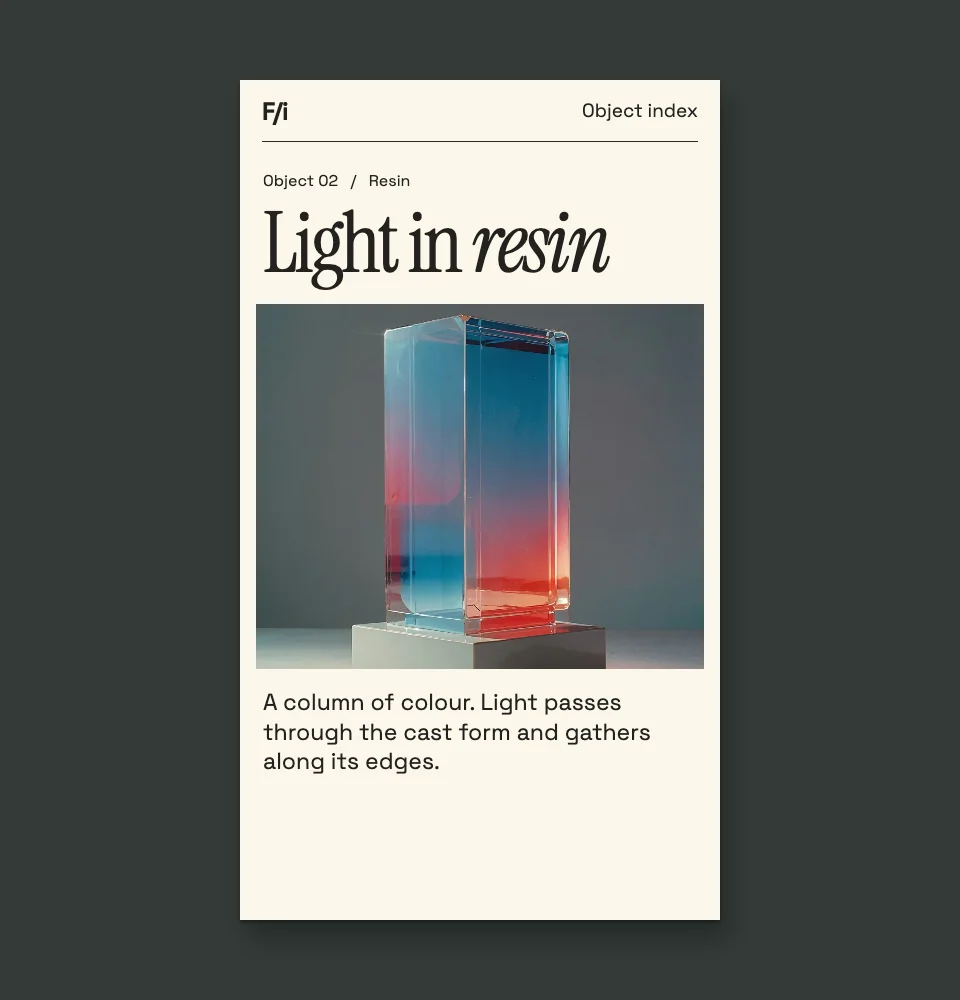 F/i
Object index
Object 02 / Resin
Light in resin
A column of colour. Light passes
through the cast form and gathers
along its edges.